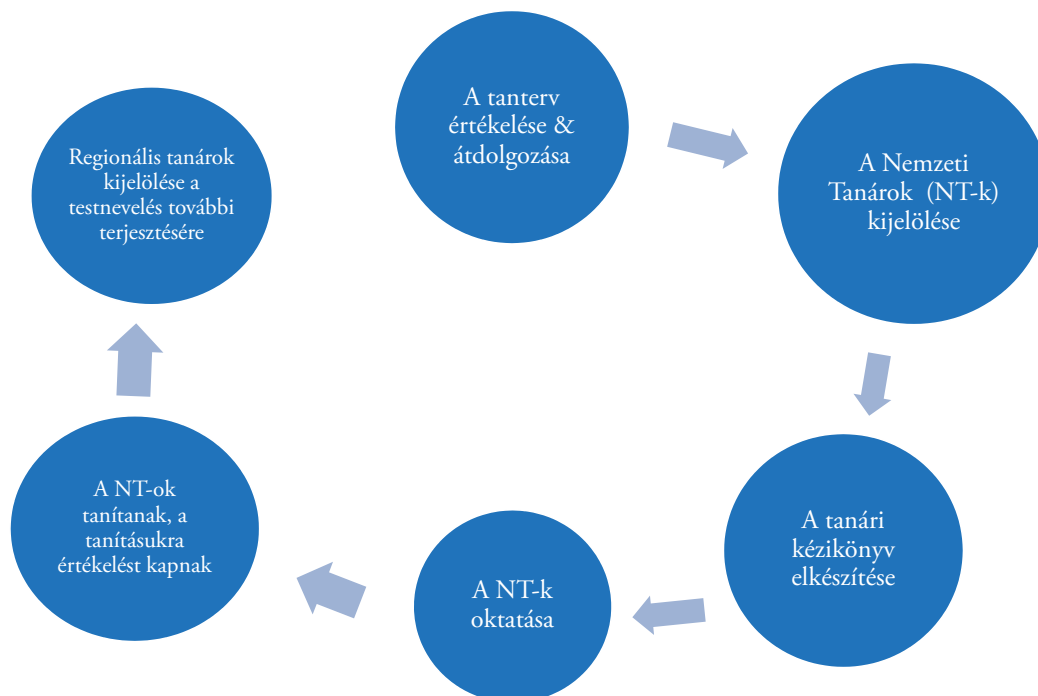 A tanterv
értékelése &
átdolgozása
A Nemzeti
Tanárok (NT-k)
kijelölése
A tanári
kézikönyv
elkészítése
A NT-k
oktatása
A NT-ok
tanítanak, a
tanításukra
értékelést kapnak
Regionális tanárok
kijelölése a
testnevelés további
terjesztésére